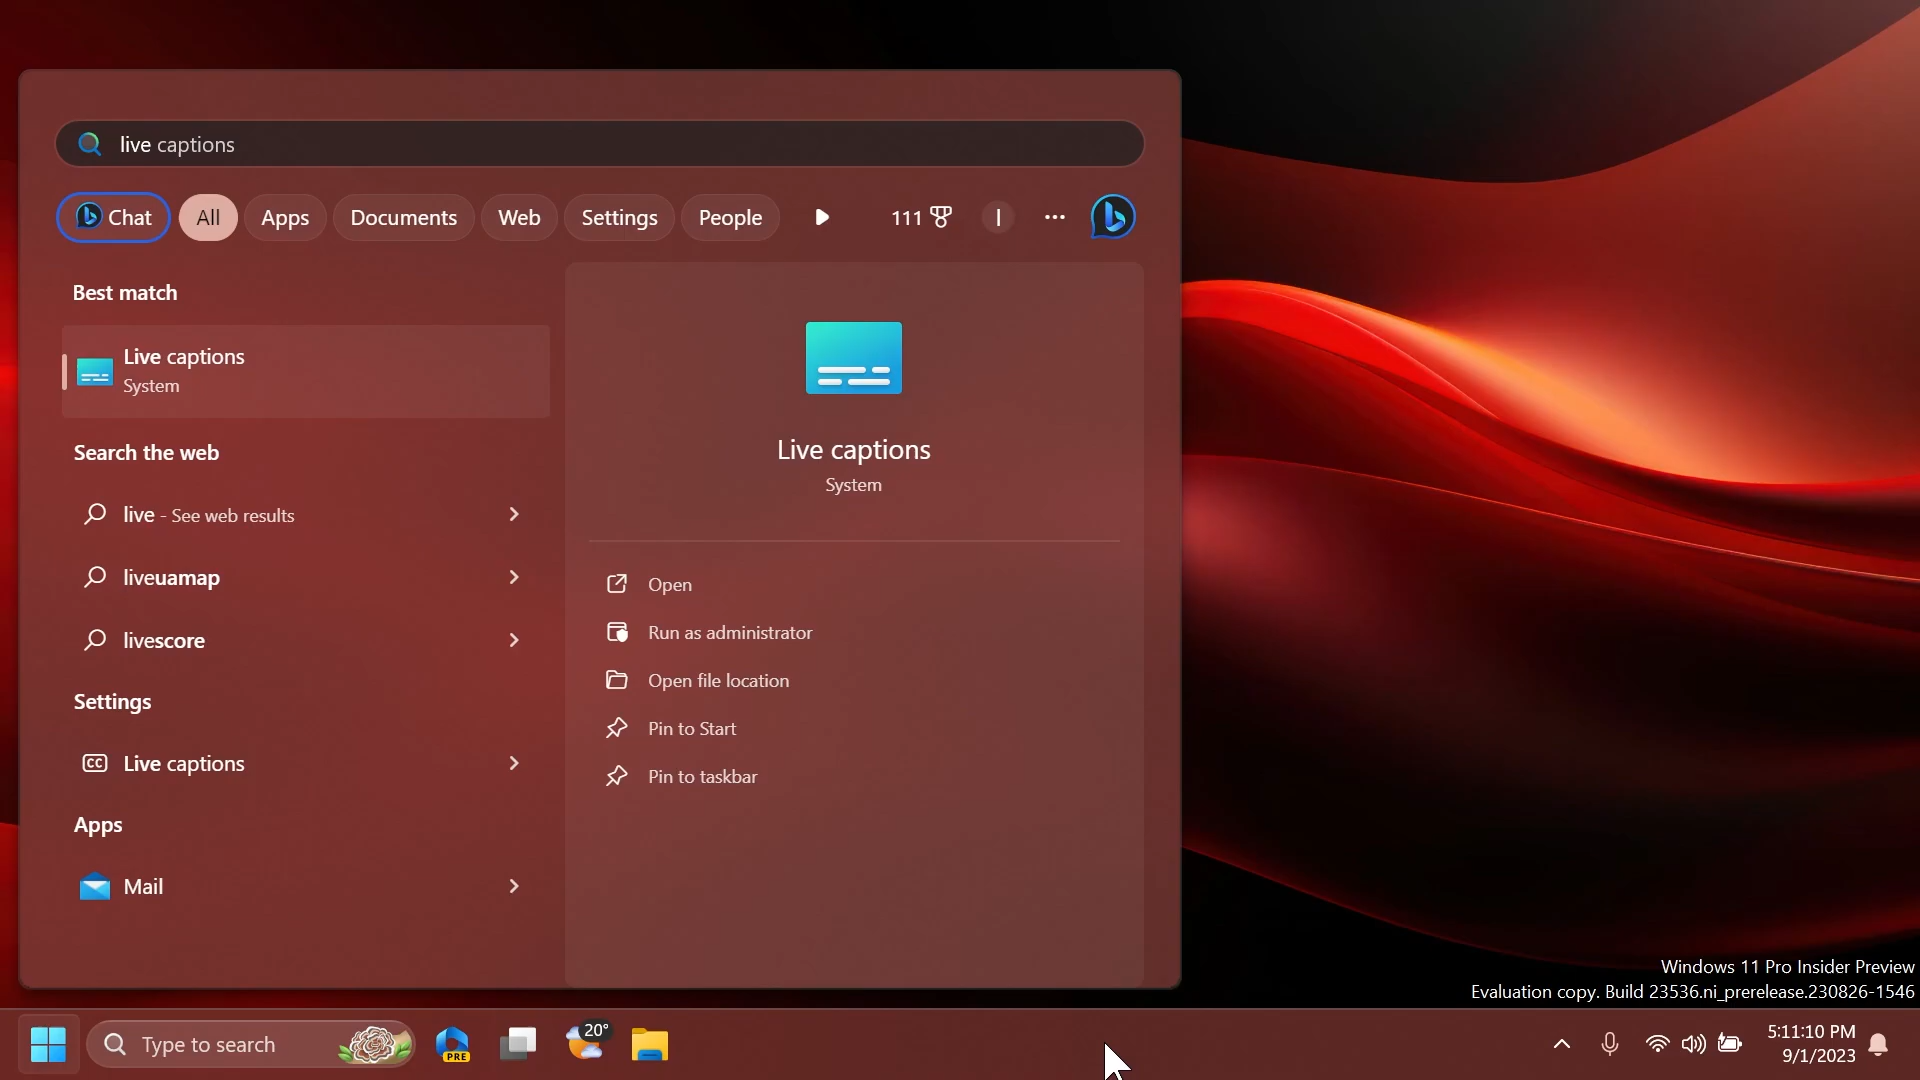 live captions
Chat All Apps Documents Web Settings People 111 I ...
Best match
Live captions
System
Search the web
live - See web results
liveuamap
livescore
Settings
CC Live captions
Apps
Mail
Live captions
System
Open
Run as administrator
Open file location
Pin to Start
Pin to taskbar
Windows 11 Pro Insider Preview
Evaluation copy. Build 23536.ni_prerelease.230826-1546
Type to search
PRE
20°
5:11:10 PM
9/1/2023